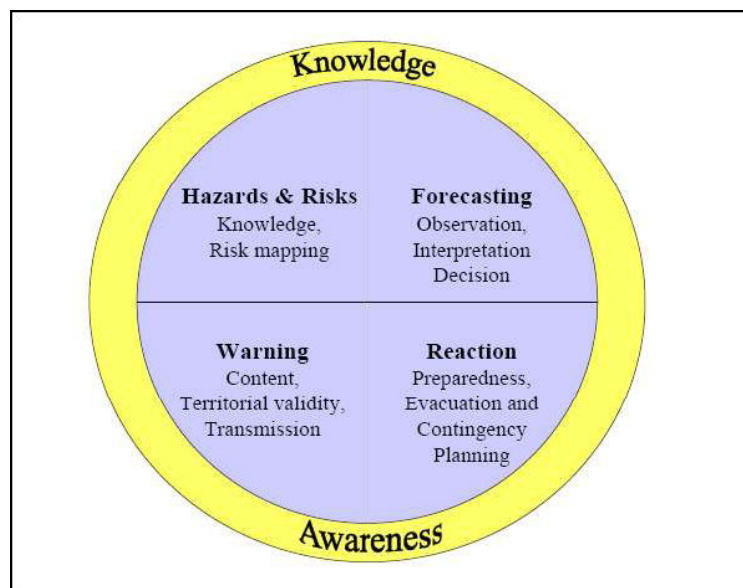 Knowledge
Hazards & Risks
Knowledge,
Risk mapping
Forecasting
Observation,
Interpretation
Decision
Warning
Content,
Territorial validity,
Transmission
Reaction
Preparedness,
Evacuation and
Contingency
Planning
Awareness